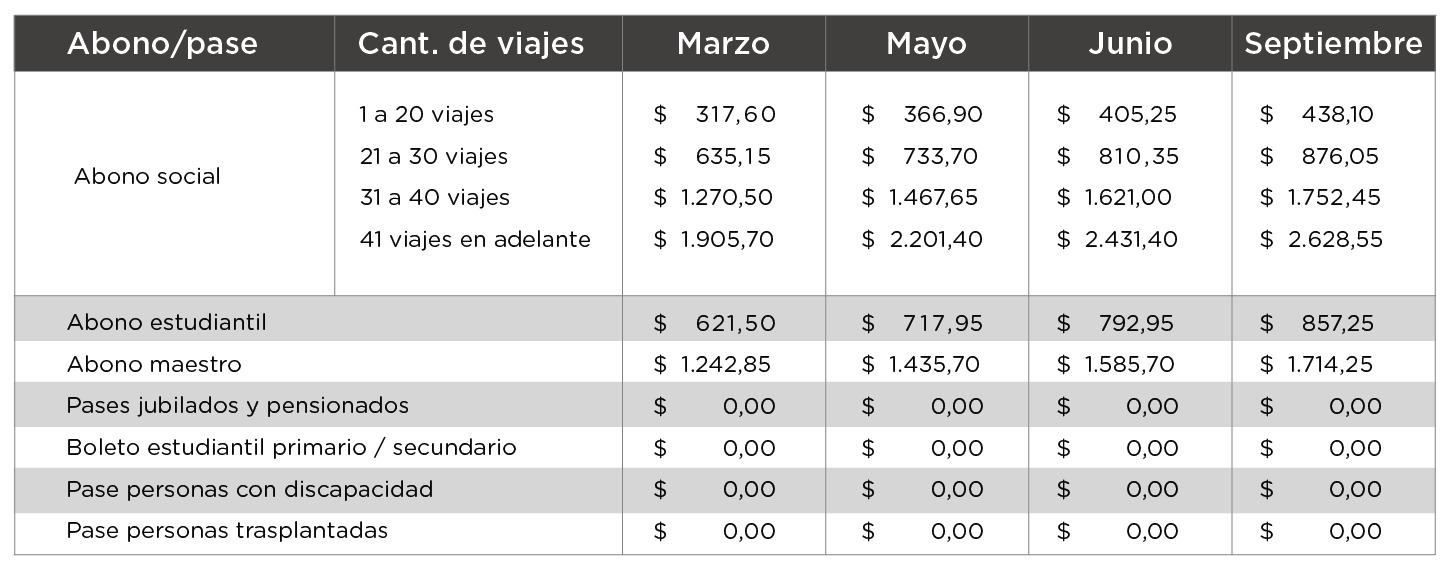 Abono/pase Cant. de viajes Marzo Mayo Junio Septiembre
1 a 20 viajes $ 317,60 $ 366,90 $ 405,25 $ 438,10
21 a 30 viajes $ 635,15 $ 733,70 $ 810,35 $ 876,05
Abono social
31 a 40 viajes $ 1.270,50 $ 1.467,65 $ 1.621,00 $ 1.752,45
41 viajes en adelante $ 1.905,70 $ 2.201,40 $ 2.431,40 $ 2.628,55
Abono estudiantil $ 621,50 $ 717,95 $ 792,95 $ 857,25
Abono maestro $ 1.242,85 $ 1.435,70 $ 1.585,70 $ 1.714,25
Pases jubilados y pensionados $ 0,00 $ 0,00 $ 0,00 $ 0,00
Boleto estudiantil primario / secundario $ 0,00 $ 0,00 $ 0,00 $ 0,00
Pase personas con discapacidad $ 0,00 $ 0,00 $ 0,00 $ 0,00
Pase personas trasplantadas $ 0,00 $ 0,00 $ 0,00 $ 0,00